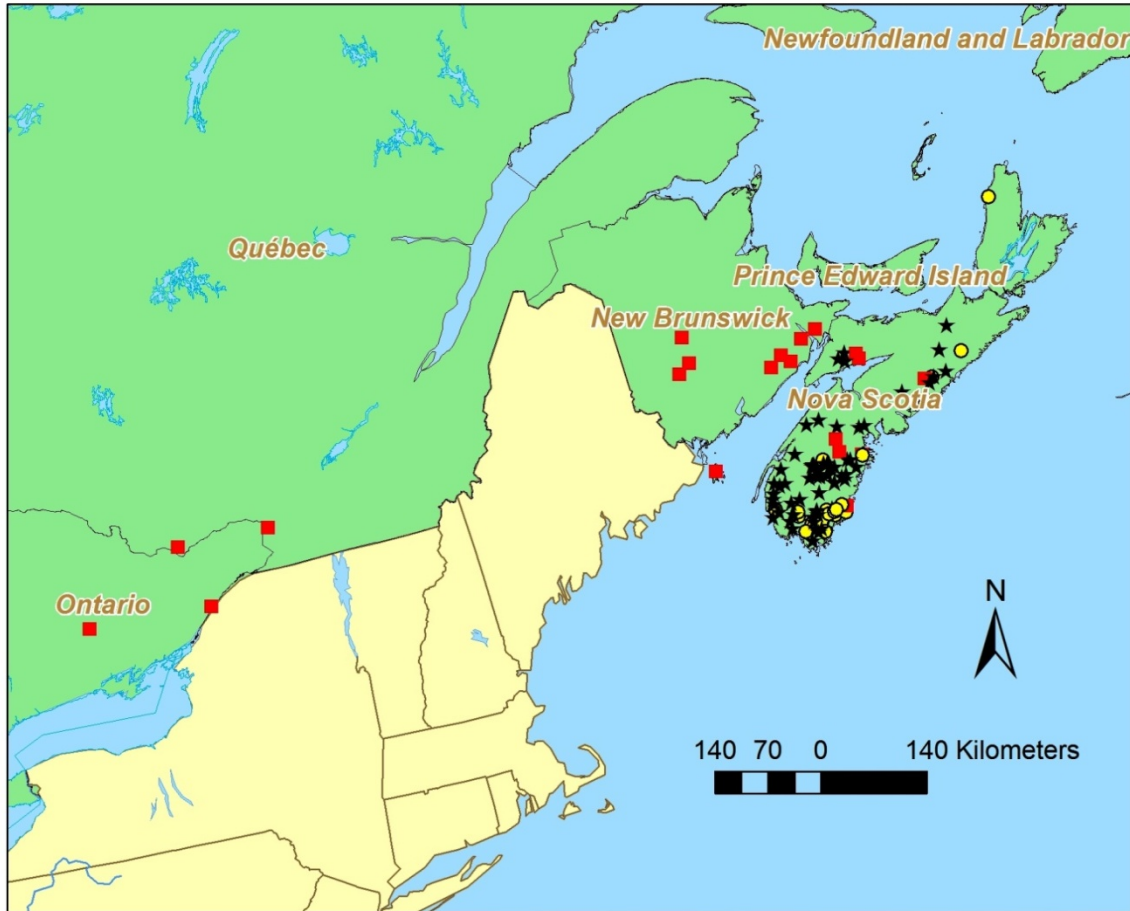 Newfoundland and Labrador
Québec
Prince Edward Island
New Brunswick
Nova Scotia
Ontario
N
140 70 0 140 Kilometers